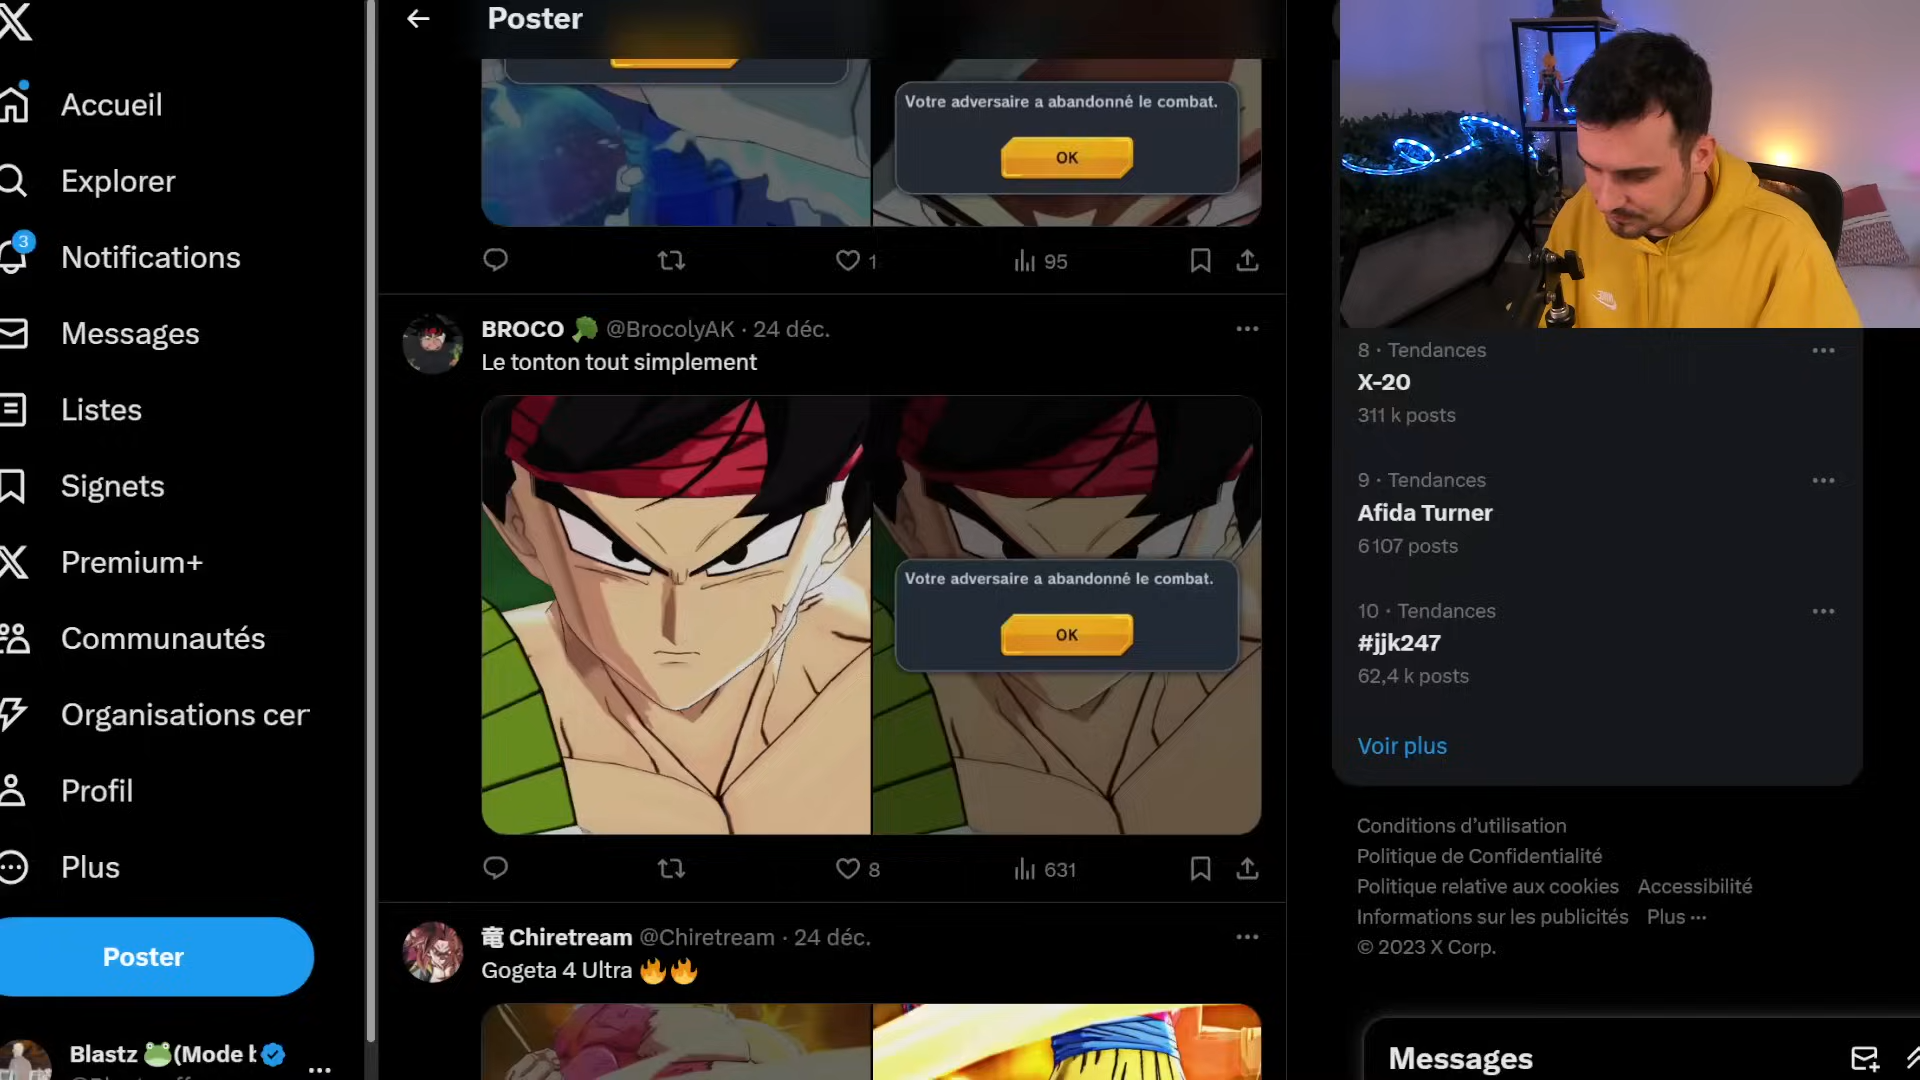 Poster
Accueil
Explorer
3
Notifications
Messages
Listes
Signets
Premium+
Communautés
Organisations cer
Profil
Plus
Poster
Blastz 🐸(Mode
Votre adversaire a abandonné le combat.
OK
1
95
BROCO 🥦 @BrocolyAK · 24 déc.
Le tonton tout simplement
Votre adversaire a abandonné le combat.
OK
8
631
竜 Chiretream @Chiretream · 24 déc.
Gogeta 4 Ultra 🔥🔥
8 · Tendances
X-20
311 k posts
9 · Tendances
Afida Turner
6 107 posts
10 · Tendances
#jjk247
62,4 k posts
Voir plus
Conditions d’utilisation
Politique de Confidentialité
Politique relative aux cookies Accessibilité
Informations sur les publicités Plus ···
© 2023 X Corp.
Messages